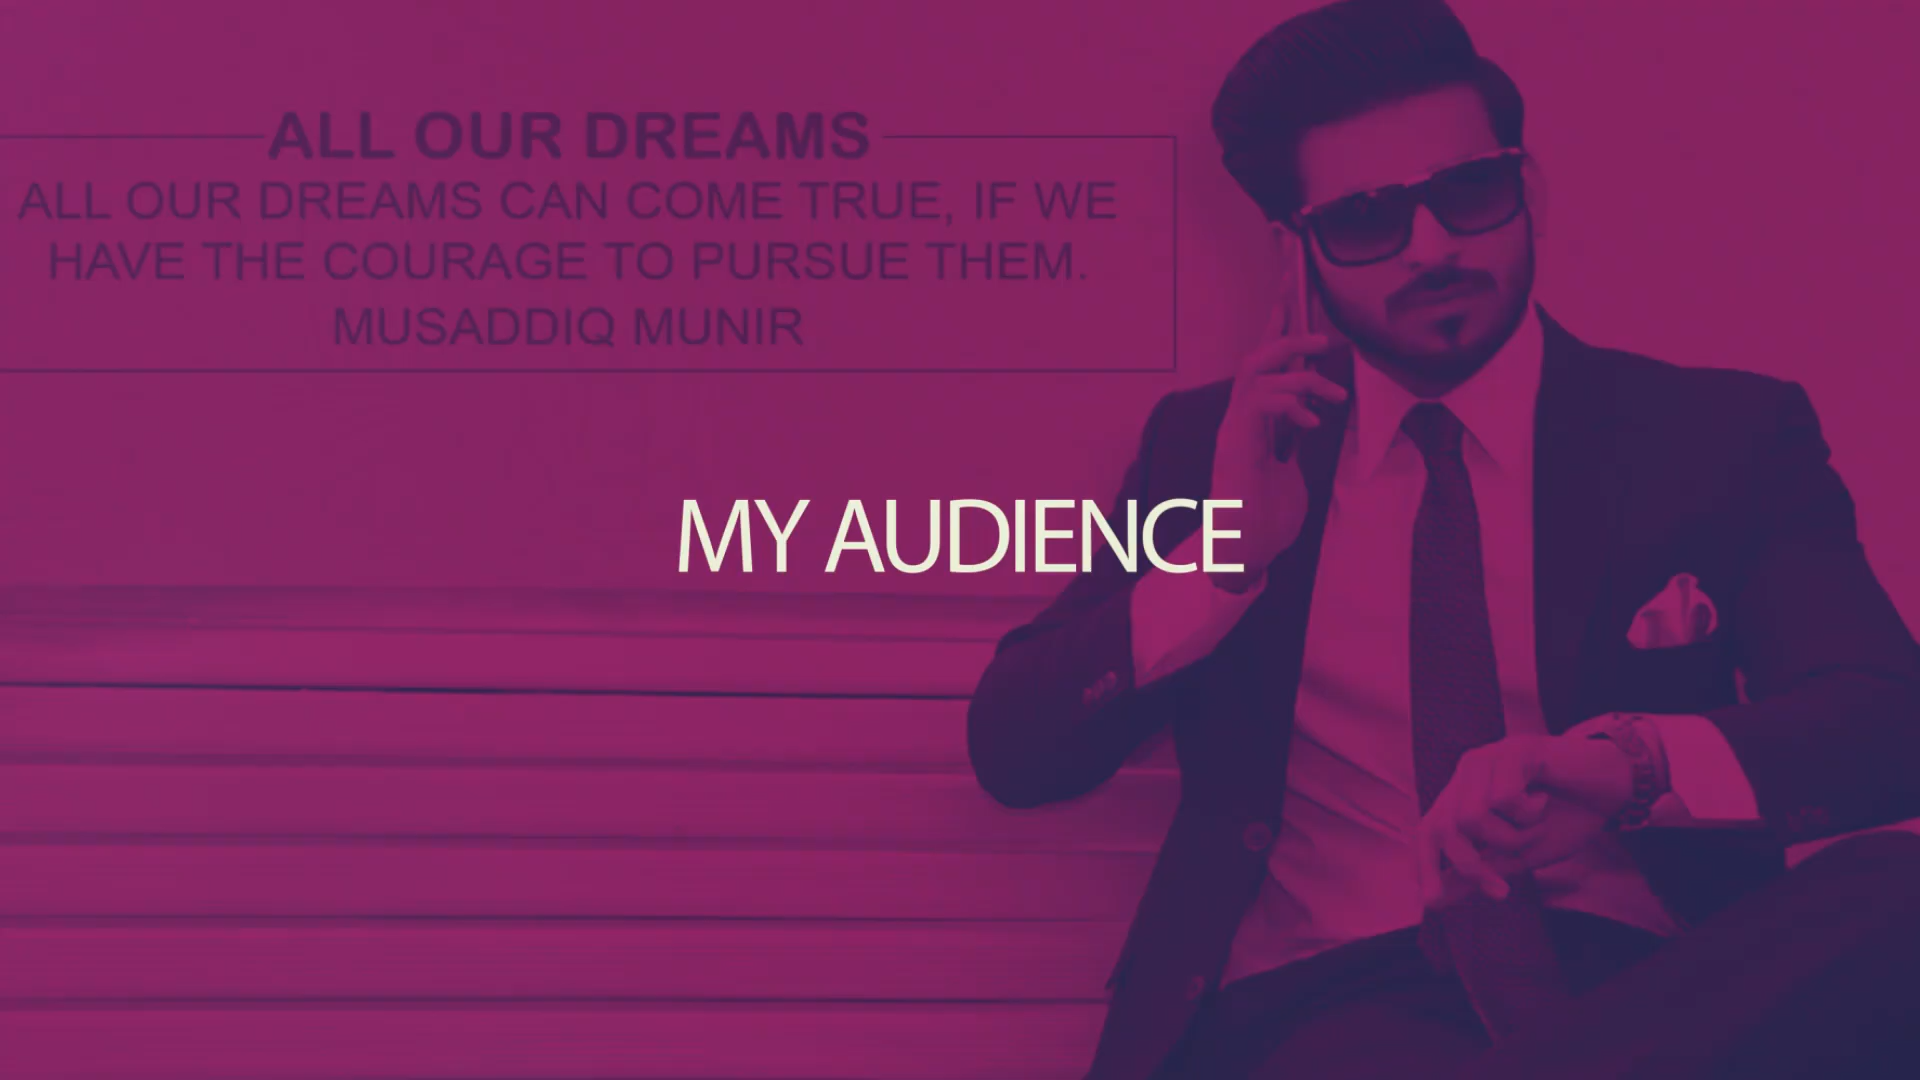 ALL OUR DREAMS
ALL OUR DREAMS CAN COME TRUE, IF WE
HAVE THE COURAGE TO PURSUE THEM.
MUSADDIQ MUNIR
MY AUDIENCE